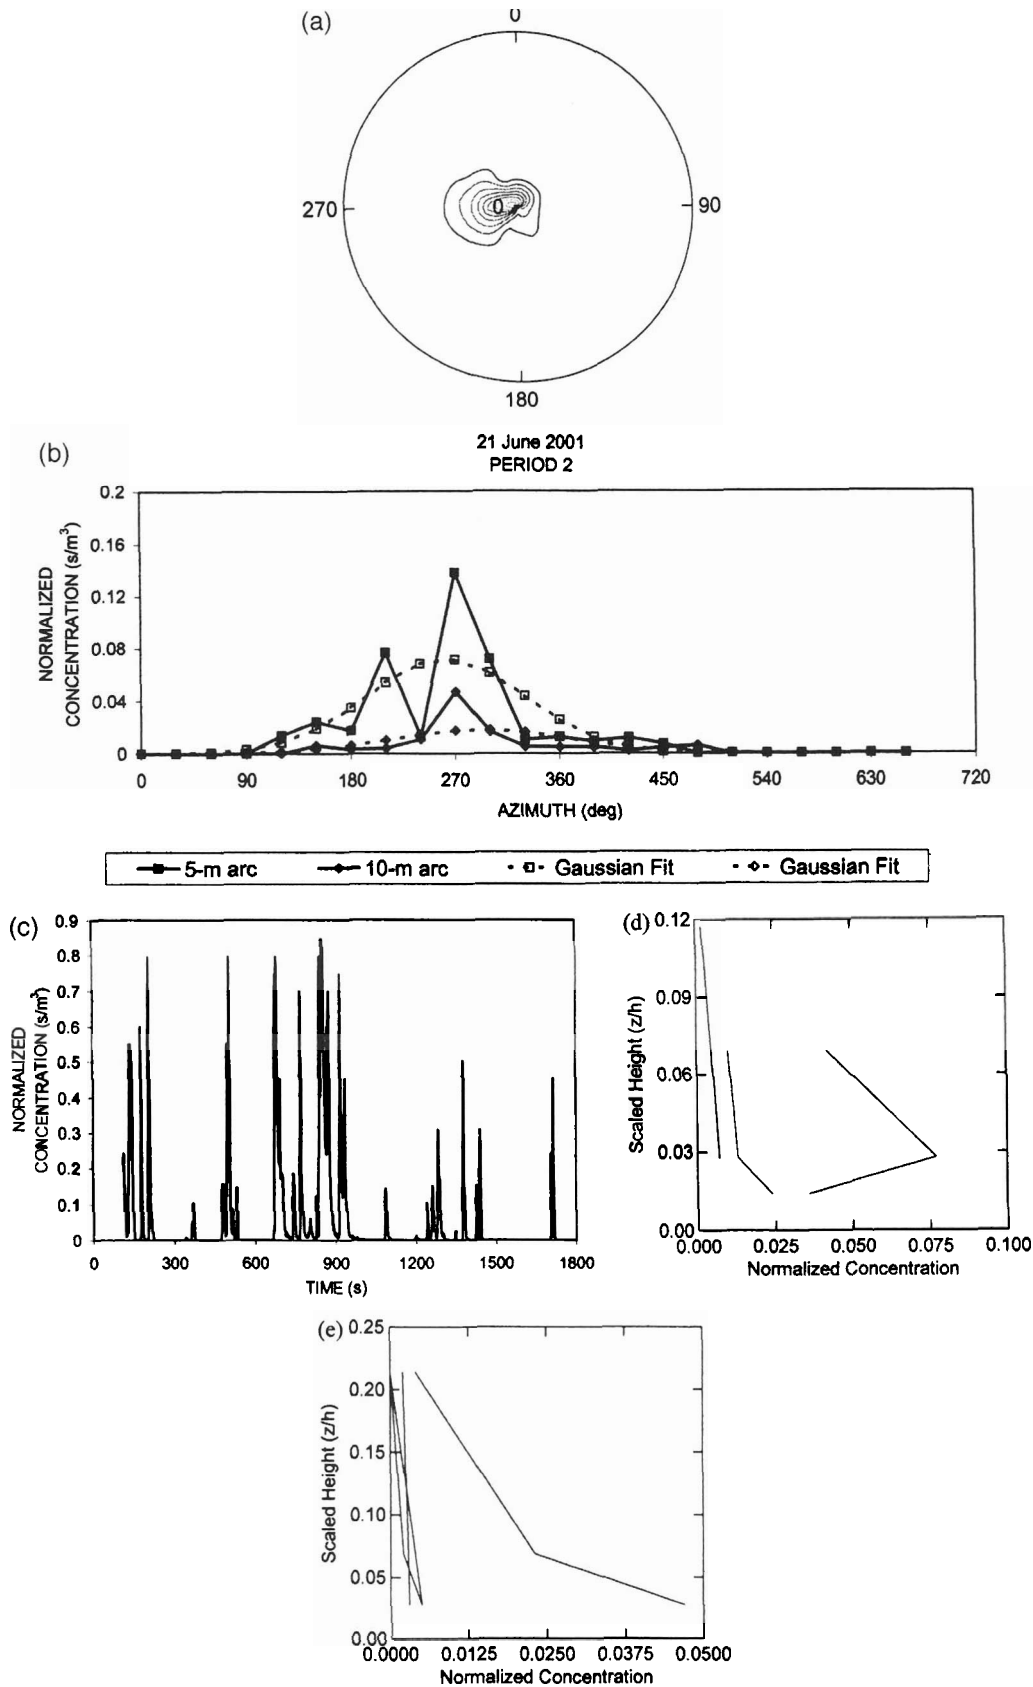 (a)
0
270
0
90
180
(b)
21 June 2001
PERIOD 2
NORMALIZED
CONCENTRATION (s/m³)
0.2
0.16
0.12
0.08
0.04
0
0 90 180 270 360 450 540 630 720
AZIMUTH (deg)
5-m arc 10-m arc Gaussian Fit Gaussian Fit
(c)
NORMALIZED
CONCENTRATION (s/m³)
0.9
0.8
0.7
0.6
0.5
0.4
0.3
0.2
0.1
0
0 300 600 900 1200 1500 1800
TIME (s)
(d)
Scaled Height (z/h)
0.12
0.09
0.06
0.03
0.00
0.000 0.025 0.050 0.075 0.100
Normalized Concentration
(e)
Scaled Height (z/h)
0.25
0.20
0.15
0.10
0.05
0.00
0.0000 0.0125 0.0250 0.0375 0.0500
Normalized Concentration